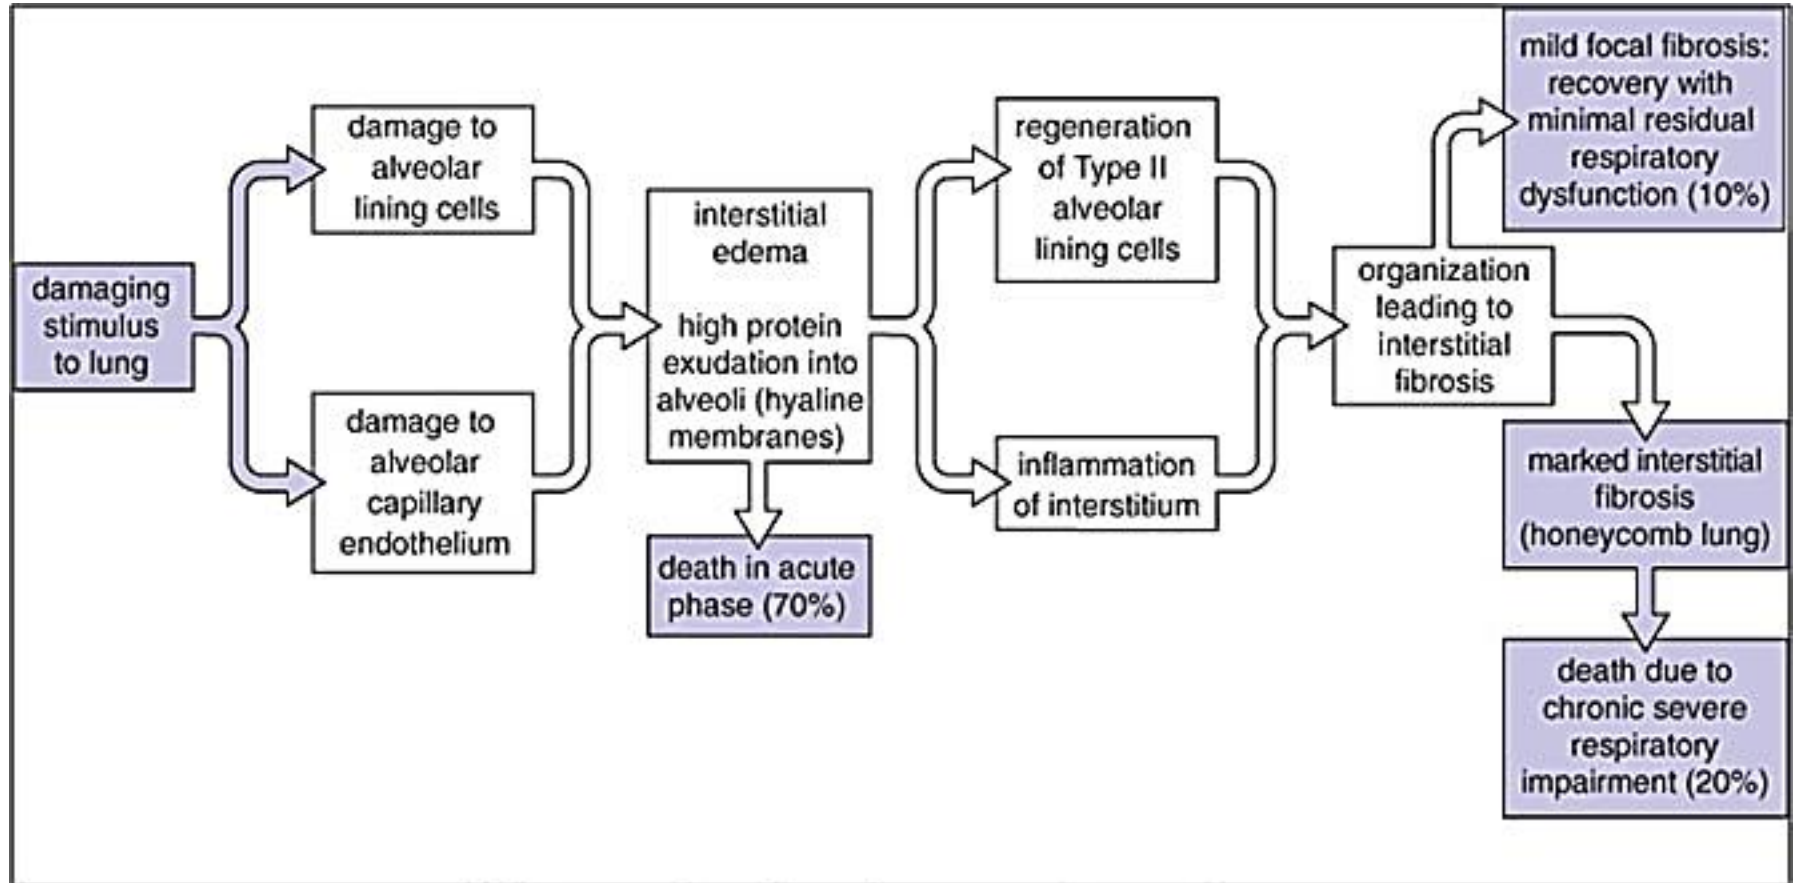 damaging
stimulus
to lung
damage to
alveolar
lining cells
damage to
alveolar
capillary
endothelium
interstitial
edema
high protein
exudation into
alveoli (hyaline
membranes)
death in acute
phase (70%)
regeneration
of Type II
alveolar
lining cells
inflammation
of interstitium
organization
leading to
interstitial
fibrosis
mild focal fibrosis:
recovery with
minimal residual
respiratory
dysfunction (10%)
marked interstitial
fibrosis
(honeycomb lung)
death due to
chronic severe
respiratory
impairment (20%)